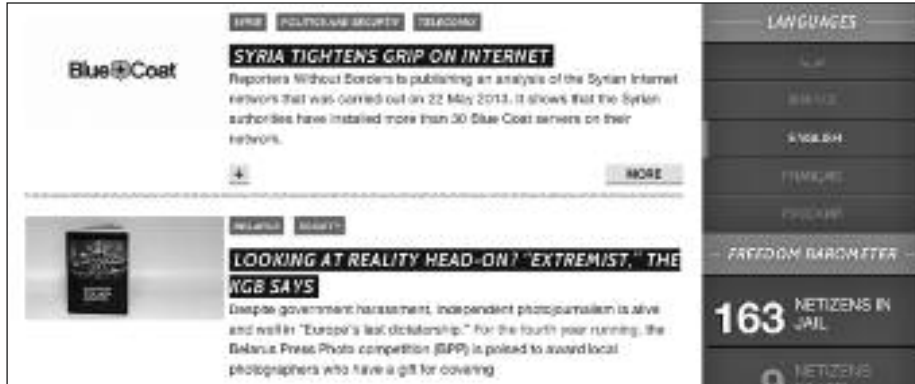 Blue Coat
SYRIA
POLITICS AND SECURITY
TELECOMS
SYRIA TIGHTENS GRIP ON INTERNET
Reporters Without Borders is publishing an analysis of the Syrian Internet
network that was carried out on 22 May 2013. It shows that the Syrian
authorities have installed more than 30 Blue Coat servers on their
network.
+
MORE
BELARUS
SOCIETY
LOOKING AT REALITY HEAD-ON? "EXTREMIST," THE
KGB SAYS
Despite government harassment, independent photojournalism is alive
and well in "Europe's last dictatorship." For the fourth year running, the
Belarus Press Photo competition (BPP) is poised to award local
photographers who have a gift for covering
LANGUAGES
ENGLISH
FRANÇAIS
FREEDOM BAROMETER
163 NETIZENS IN
JAIL
9 NETIZENS